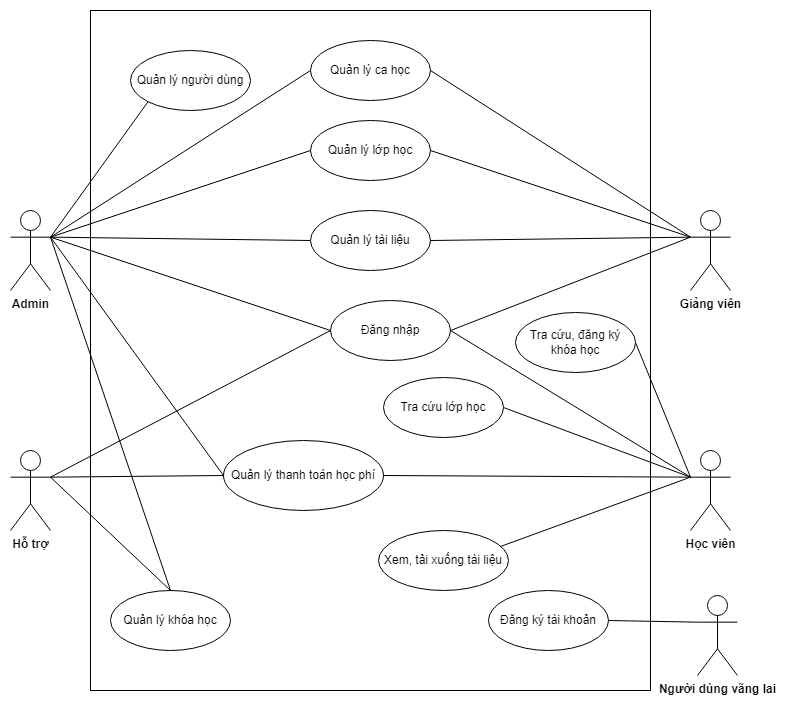 Quản lý người dùng
Quản lý ca học
Quản lý lớp học
Quản lý tài liệu
Admin
Giảng viên
Đăng nhập
Tra cứu, đăng ký
khóa học
Tra cứu lớp học
Quản lý thanh toán học phí
Hỗ trợ
Học viên
Xem, tải xuống tài liệu
Quản lý khóa học
Đăng ký tài khoản
Người dùng vãng lai